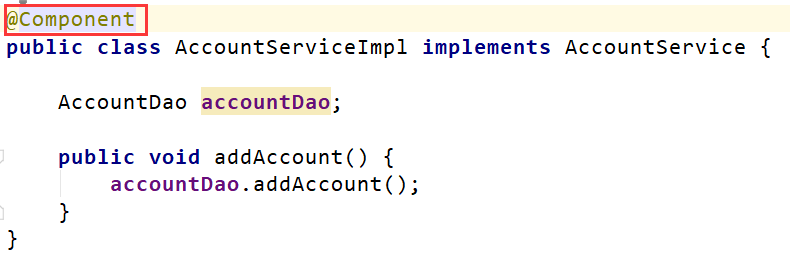 @Component
public class AccountServiceImpl implements AccountService {
AccountDao accountDao;
public void addAccount() {
accountDao.addAccount();
}
}